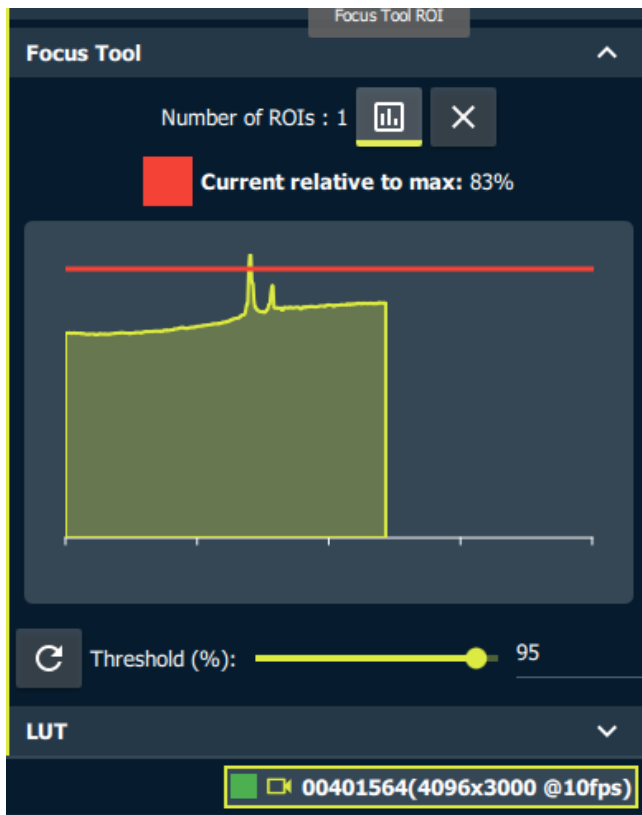 Focus Tool ROI
Focus Tool
Number of ROIs : 1
Current relative to max: 83%
Threshold (%):
95
LUT
00401564(4096x3000 @10fps)